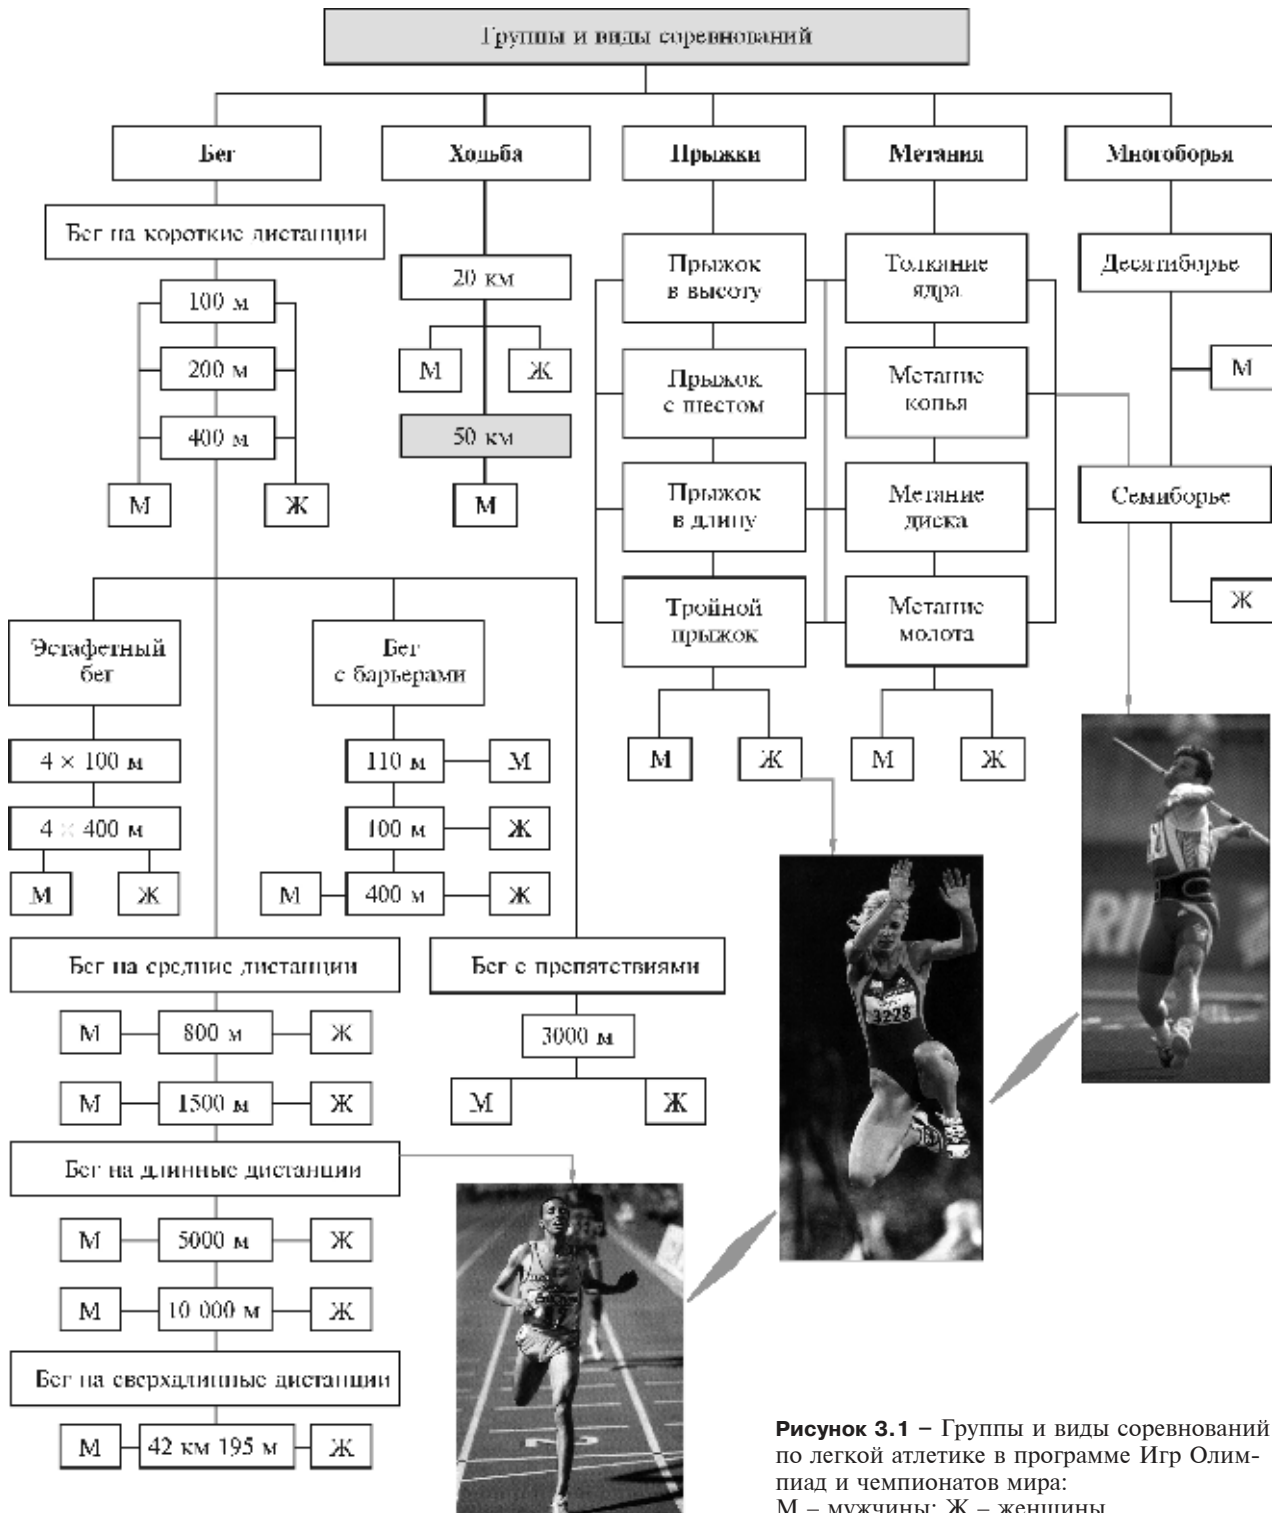 Группы и виды соревнований
Бег
Ходьба
Прыжки
Метания
Многоборья
Бег на короткие дистанции
100 м
200 м
400 м
М
Ж
20 км
М
Ж
50 км
М
Прыжок
в высоту
Прыжок
с шестом
Прыжок
в длину
Тройной
прыжок
М
Ж
Толкание
ядра
Метание
копья
Метание
диска
Метание
молота
М
Ж
Десятиборье
М
Семиборье
Ж
Эстафетный
бег
4 × 100 м
4 × 400 м
М
Ж
Бег
с барьерами
110 м
М
100 м
Ж
М
400 м
Ж
Бег с препятствиями
3000 м
М
Ж
Бег на средние дистанции
М
800 м
Ж
М
1500 м
Ж
Бег на длинные дистанции
М
5000 м
Ж
М
10 000 м
Ж
Бег на сверхдлинные дистанции
М
42 км 195 м
Ж
3228
2
Рисунок 3.1 – Группы и виды соревнований
по легкой атлетике в программе Игр Олим-
пиад и чемпионатов мира:
М – мужчины; Ж – женщины